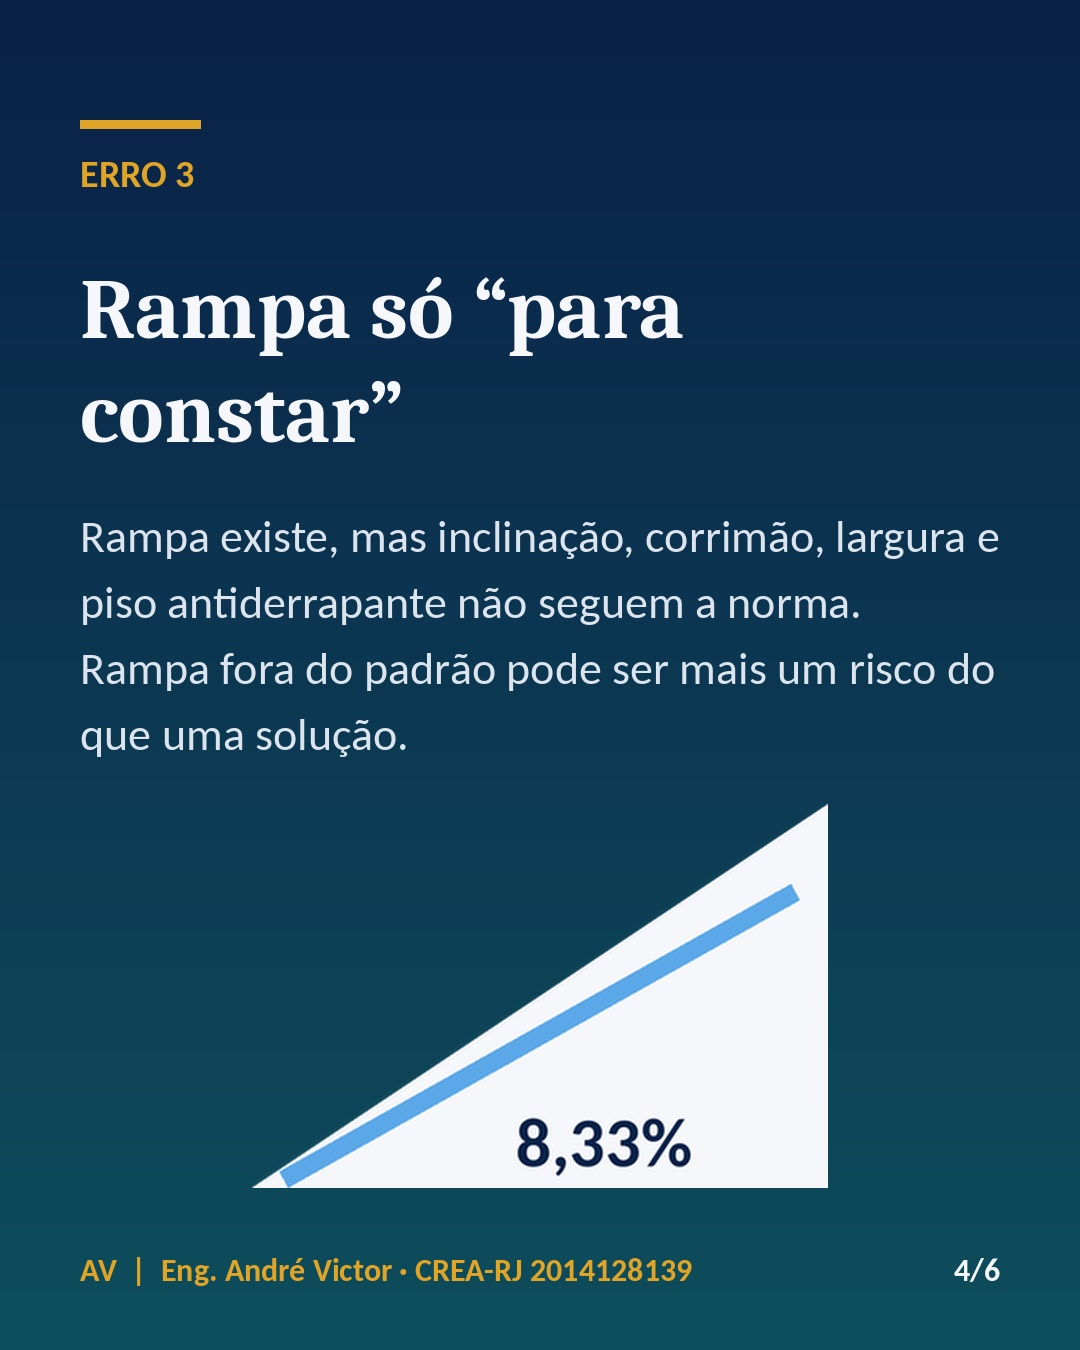 ERRO 3
Rampa só “para
constar”
Rampa existe, mas inclinação, corrimão, largura e
piso antiderrapante não seguem a norma.
Rampa fora do padrão pode ser mais um risco do
que uma solução.
8,33%
AV | Eng. André Victor · CREA-RJ 2014128139
4/6